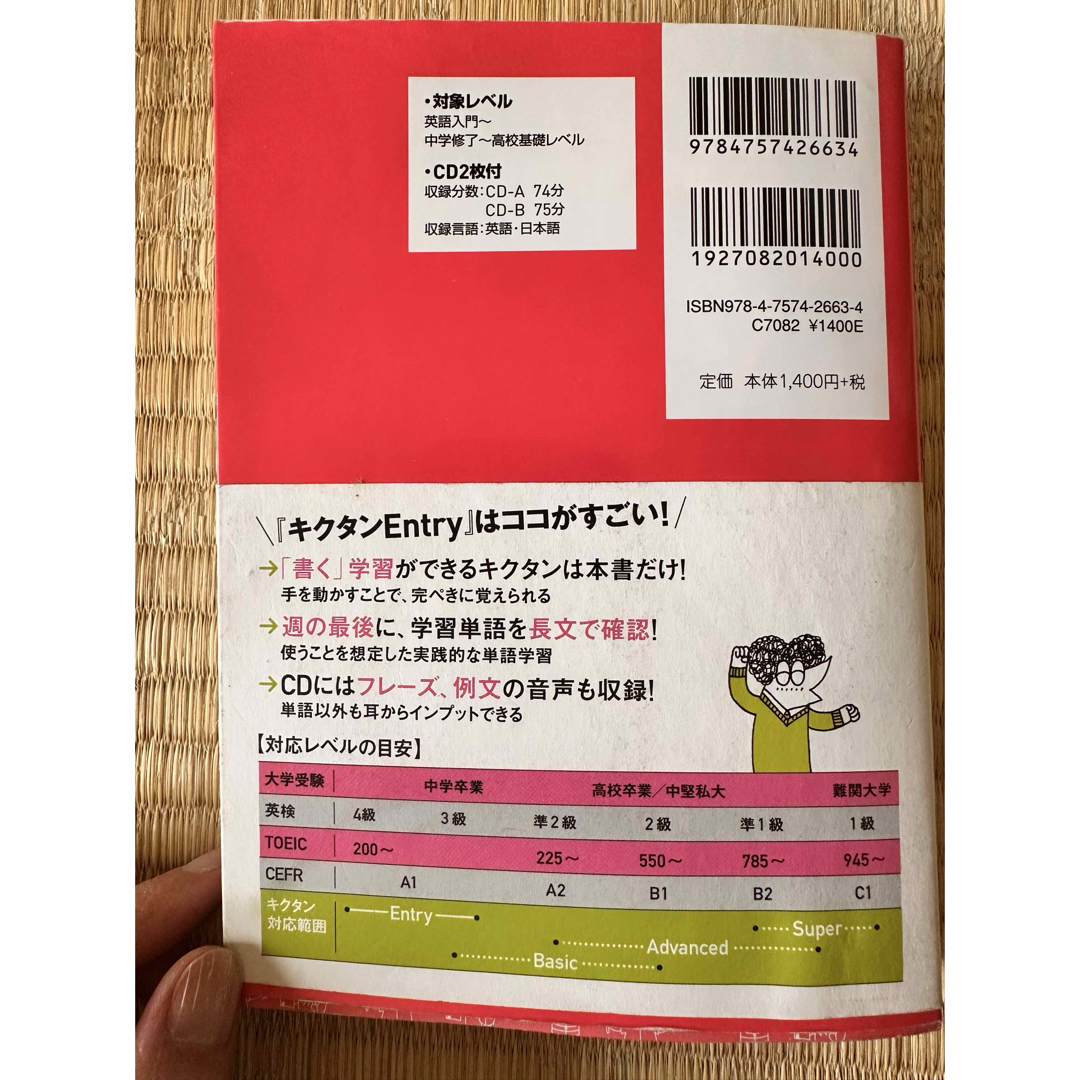 ・対象レベル
英語入門～
中学修了～高校基礎レベル
・CD2枚付
収録分数:CD-A 74分
CD-B 75分
収録言語:英語・日本語
9784757426634
1927082014000
ISBN978-4-7574-2663-4
C7082 ¥1400E
定価 本体1,400円+税
『キクタンEntry』はココがすごい!
→「書く」学習ができるキクタンは本書だけ!
手を動かすことで、完ぺきに覚えられる
→週の最後に、学習単語を長文で確認!
使うことを想定した実践的な単語学習
→CDにはフレーズ、例文の音声も収録!
単語以外も耳からインプットできる
【対応レベルの目安】
大学受験 中学卒業 高校卒業/中堅私大 難関大学
英検 4級 3級 準2級 2級 準1級 1級
TOEIC 200～ 225～ 550～ 785～ 945～
CEFR A1 A2 B1 B2 C1
キクタン
対応範囲
Entry
Super
Advanced
Basic